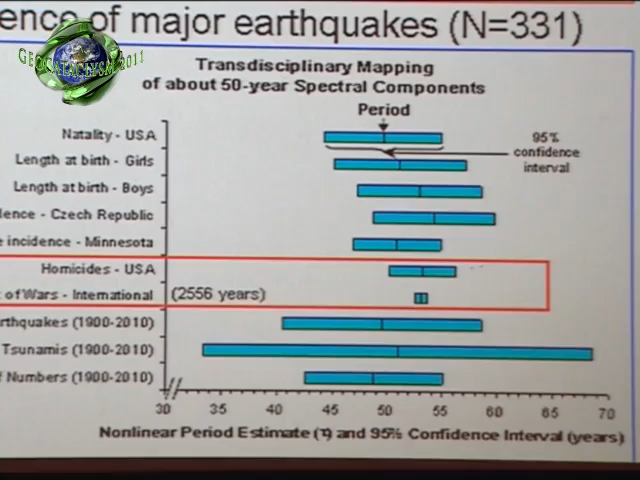 ence of major earthquakes (N=331)
GEOCATACLYSM 2011
Transdisciplinary Mapping
of about 50-year Spectral Components
Period
Natality - USA
95%
confidence
interval
Length at birth - Girls
Length at birth - Boys
lence - Czech Republic
e incidence - Minnesota
Homicides - USA
of Wars - International (2556 years)
rthquakes (1900-2010)
Tsunamis (1900-2010)
f Numbers (1900-2010)
30 35 40 45 50 55 60 65 70
Nonlinear Period Estimate (τ) and 95% Confidence Interval (years)